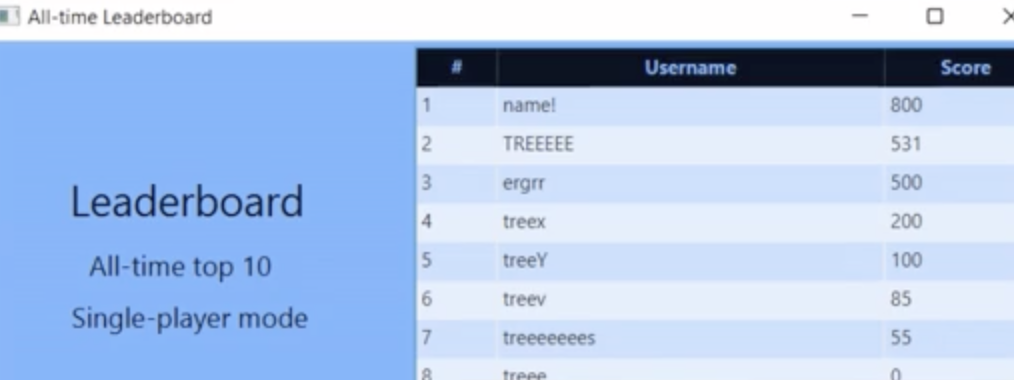 All-time Leaderboard
Leaderboard
All-time top 10
Single-player mode
# Username Score
1 name! 800
2 TREEEEE 531
3 ergrr 500
4 treex 200
5 treeY 100
6 treev 85
7 treeeeeees 55
8 treee 0